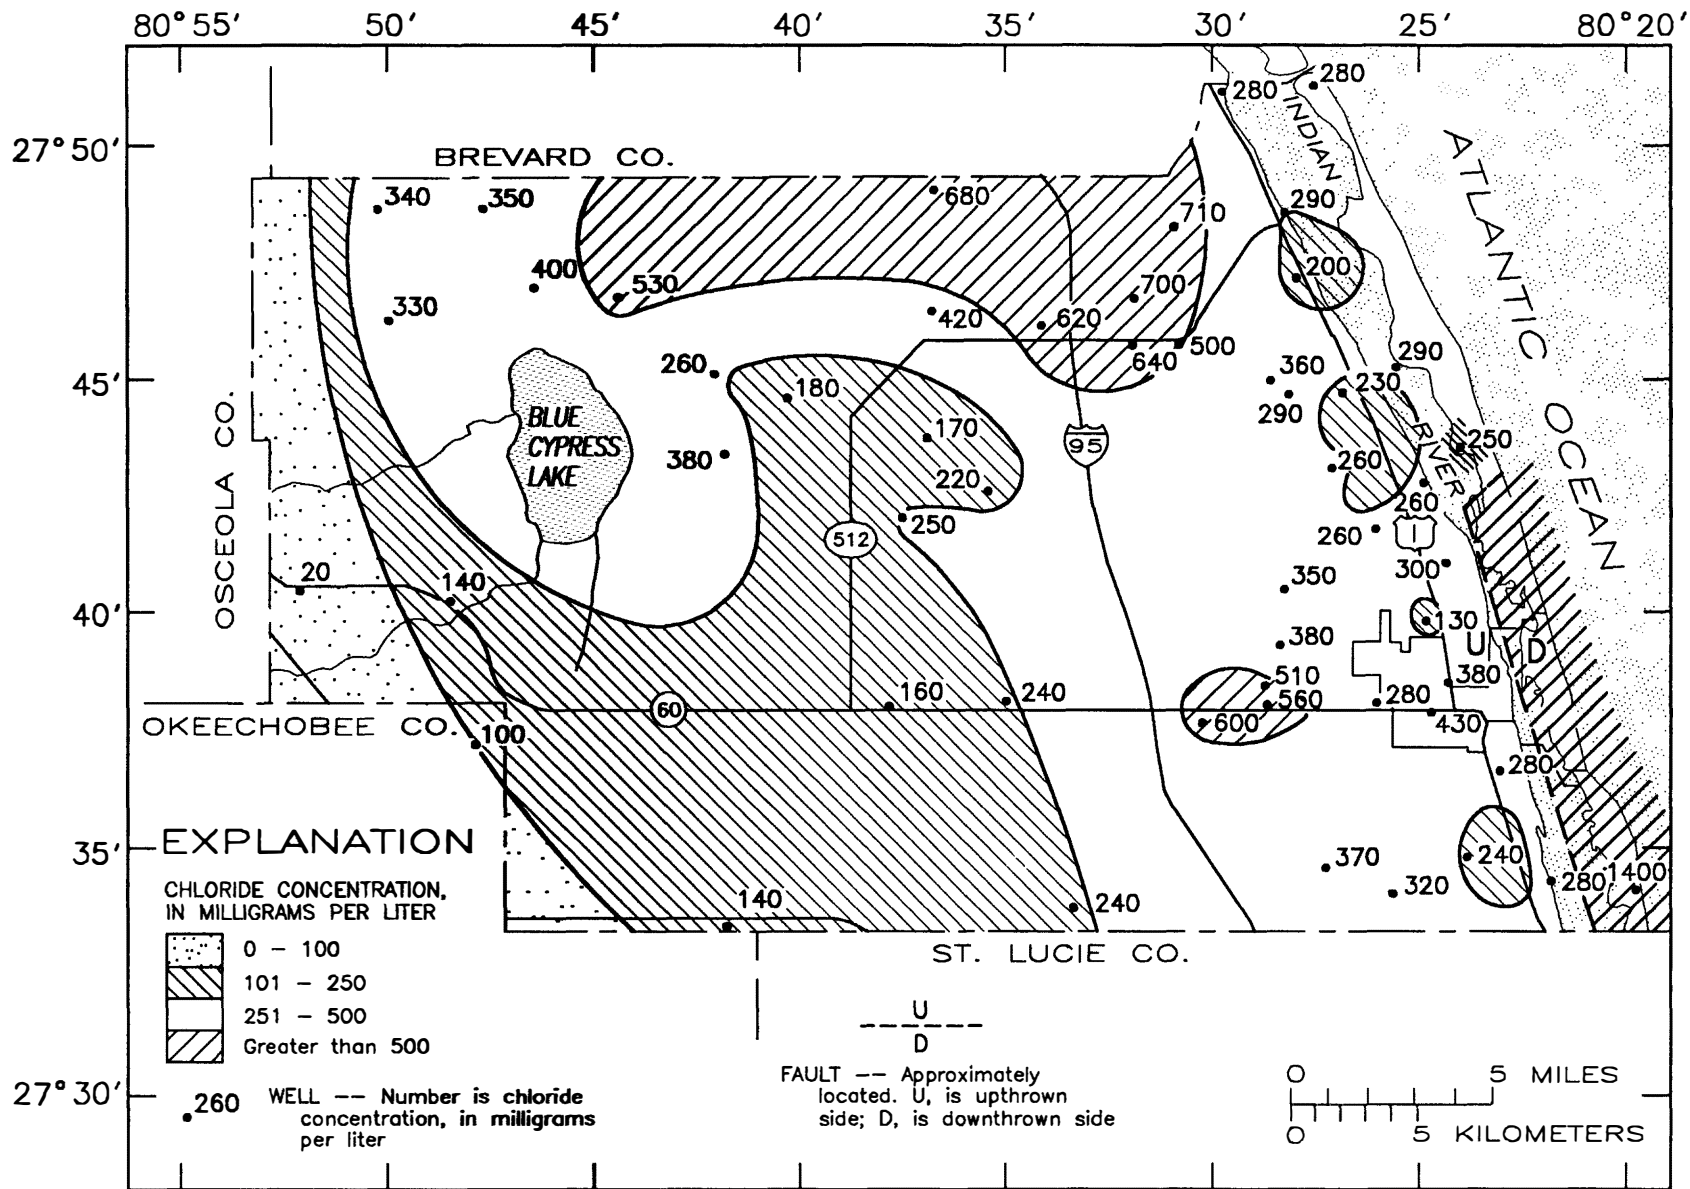 80°55' 50' 45' 40' 35' 30' 25' 80°20'
27°50'
45'
40'
35'
27°30'
BREVARD CO.
OSCEOLA CO.
OKEECHOBEE CO.
ST. LUCIE CO.
INDIAN
RIVER
ATLANTIC
OCEAN
BLUE
CYPRESS
LAKE
280
280
340
350
680
710
290
200
400
530
330
420
620
700
640
500
260
180
360
290
290
230
170
380
220
250
250
260
260
260
300
350
20
140
130
380
U D
380
510
560
600
280
430
160
240
100
280
240
370
320
280
1400
140
240
95
512
60
1
EXPLANATION
CHLORIDE CONCENTRATION,
IN MILLIGRAMS PER LITER
0 – 100
101 – 250
251 – 500
Greater than 500
260
WELL -- Number is chloride
concentration, in milligrams
per liter
U
D
FAULT -- Approximately
located. U, is upthrown
side; D, is downthrown side
0 5 MILES
0 5 KILOMETERS